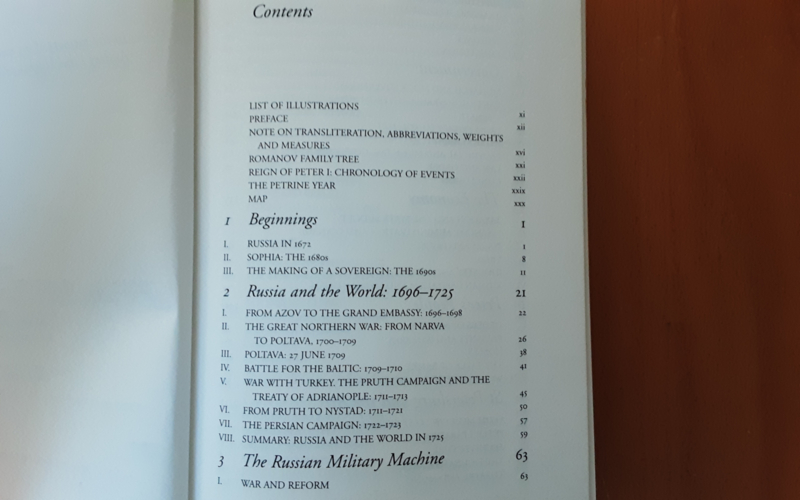 Contents
LIST OF ILLUSTRATIONS xi
PREFACE xii
NOTE ON TRANSLITERATION, ABBREVIATIONS, WEIGHTS
AND MEASURES xvi
ROMANOV FAMILY TREE xxi
REIGN OF PETER I: CHRONOLOGY OF EVENTS xxii
THE PETRINE YEAR xxix
MAP xxx
1 Beginnings 1
I. RUSSIA IN 1672 1
II. SOPHIA: THE 1680s 8
III. THE MAKING OF A SOVEREIGN: THE 1690s 11
2 Russia and the World: 1696–1725 21
I. FROM AZOV TO THE GRAND EMBASSY: 1696–1698 22
II. THE GREAT NORTHERN WAR: FROM NARVA
TO POLTAVA, 1700–1709 26
III. POLTAVA: 27 JUNE 1709 38
IV. BATTLE FOR THE BALTIC: 1709–1710 41
V. WAR WITH TURKEY. THE PRUTH CAMPAIGN AND THE
TREATY OF ADRIANOPLE: 1711–1713 45
VI. FROM PRUTH TO NYSTAD: 1711–1721 50
VII. THE PERSIAN CAMPAIGN: 1722–1723 57
VIII. SUMMARY: RUSSIA AND THE WORLD IN 1725 59
3 The Russian Military Machine 63
I. WAR AND REFORM 63